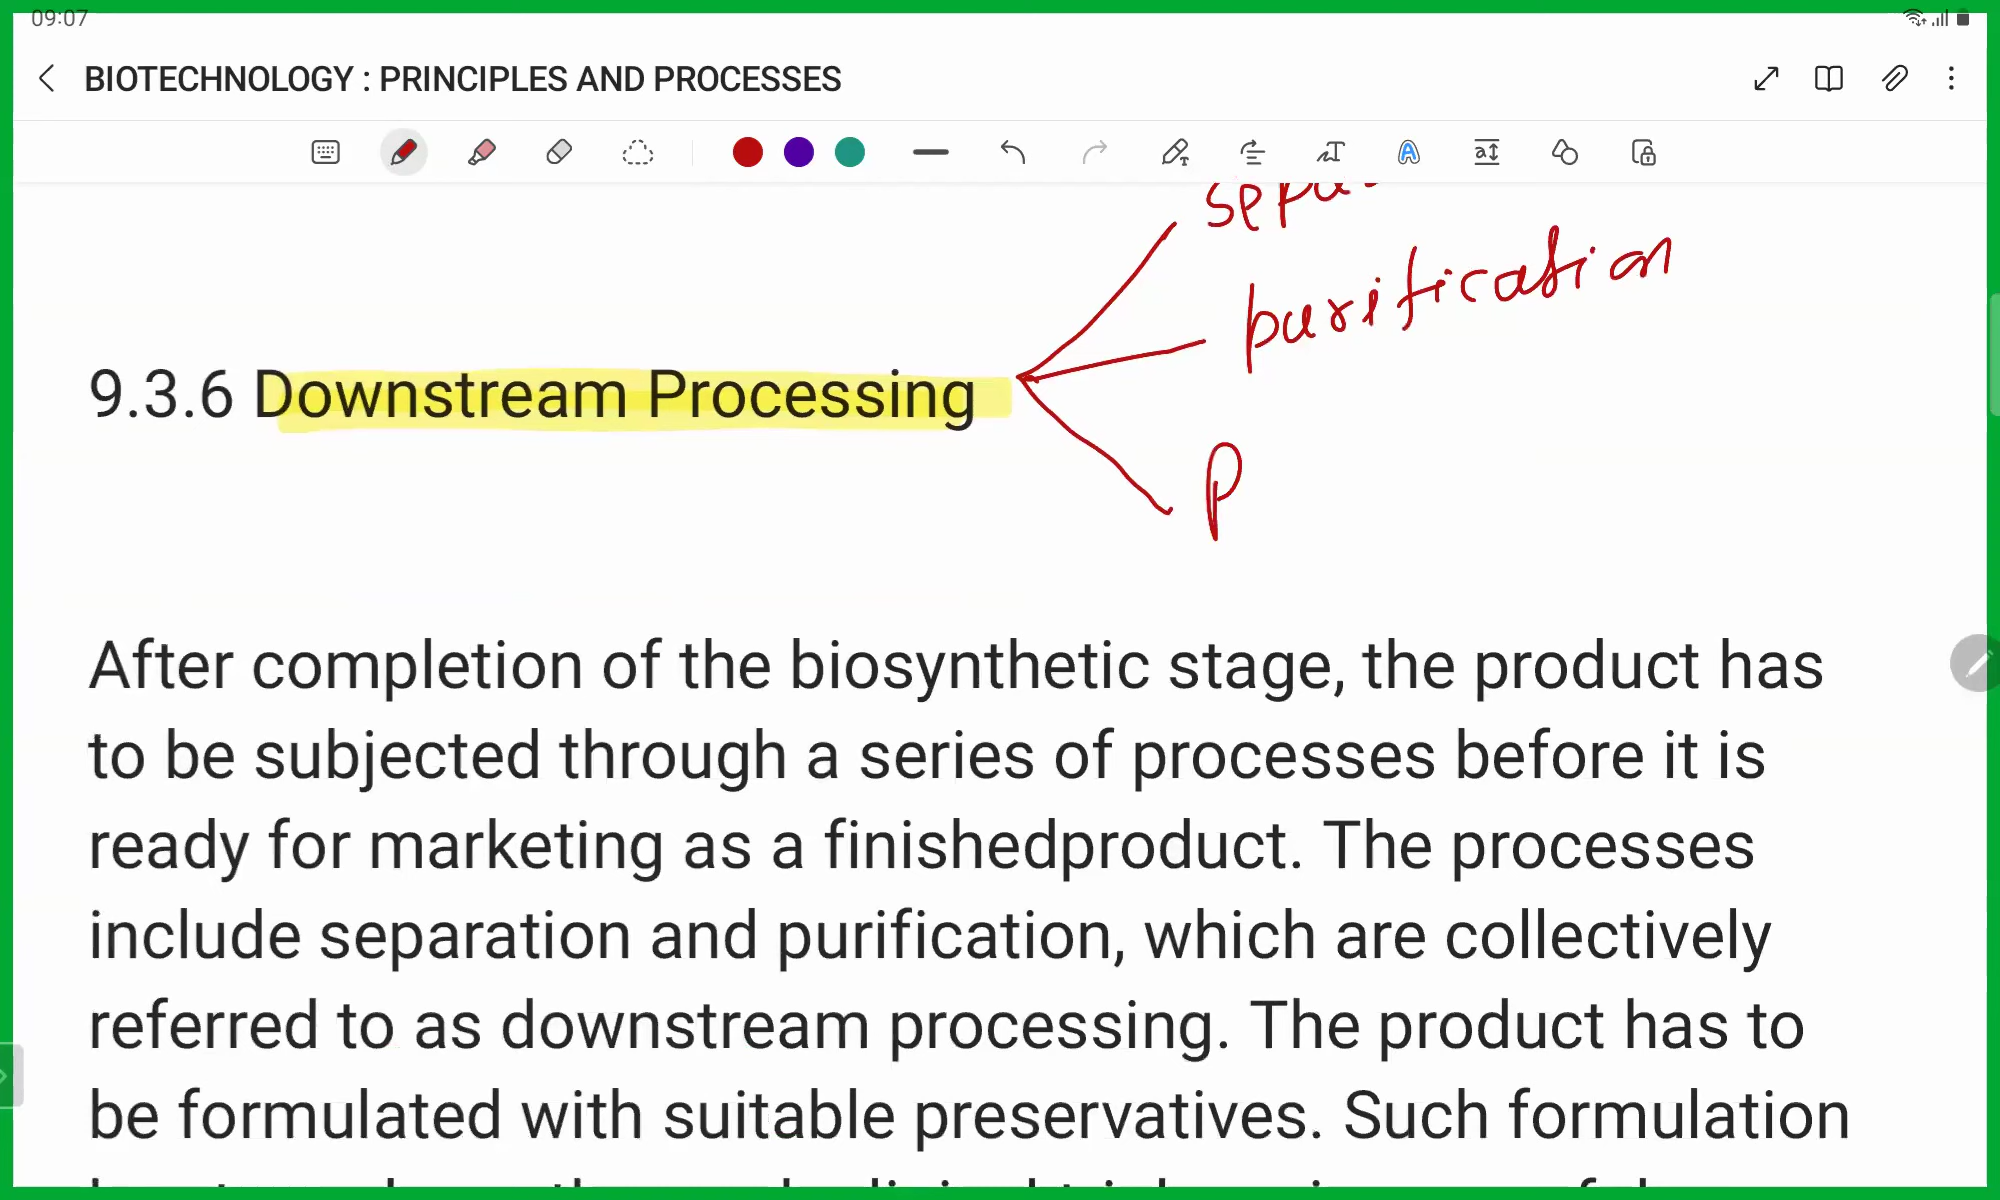 09:07
BIOTECHNOLOGY : PRINCIPLES AND PROCESSES
purification
9.3.6 Downstream Processing
P
After completion of the biosynthetic stage, the product has
to be subjected through a series of processes before it is
ready for marketing as a finishedproduct. The processes
include separation and purification, which are collectively
referred to as downstream processing. The product has to
be formulated with suitable preservatives. Such formulation